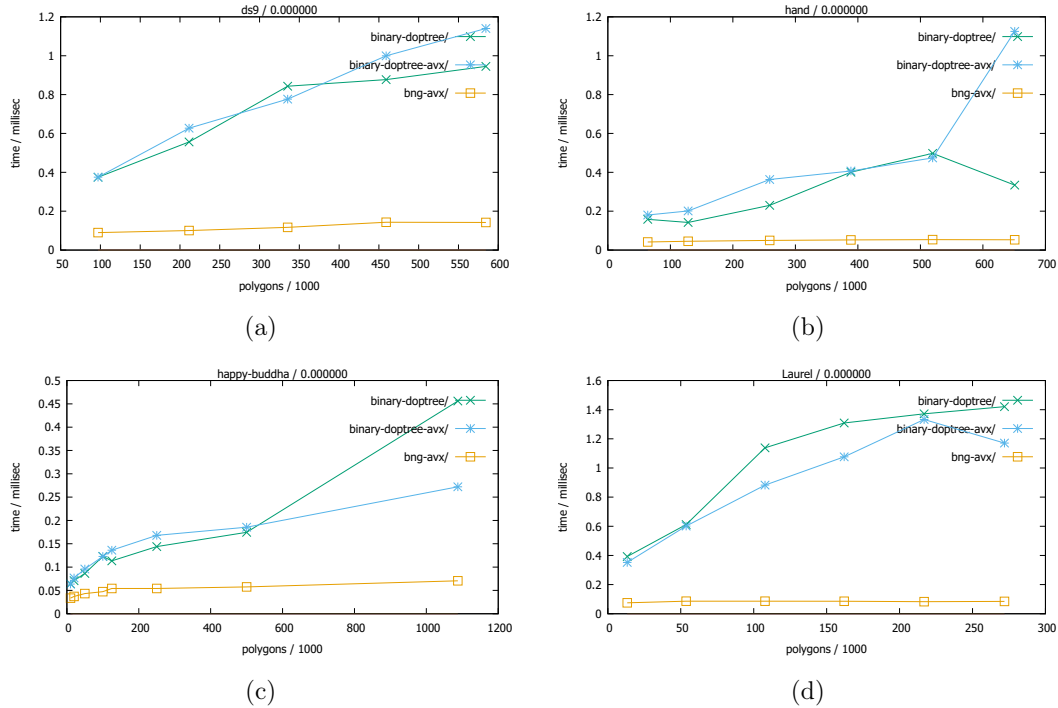 ds9 / 0.000000
1.2
1
0.8
0.6
0.4
0.2
0
time / millisec
binary-doptree/
binary-doptree-avx/
bng-avx/
50 100 150 200 250 300 350 400 450 500 550 600
polygons / 1000
(a)
hand / 0.000000
1.2
1
0.8
0.6
0.4
0.2
0
time / millisec
binary-doptree/
binary-doptree-avx/
bng-avx/
0 100 200 300 400 500 600 700
polygons / 1000
(b)
happy-buddha / 0.000000
0.5
0.45
0.4
0.35
0.3
0.25
0.2
0.15
0.1
0.05
0
time / millisec
binary-doptree/
binary-doptree-avx/
bng-avx/
0 200 400 600 800 1000 1200
polygons / 1000
(c)
Laurel / 0.000000
1.6
1.4
1.2
1
0.8
0.6
0.4
0.2
0
time / millisec
binary-doptree/
binary-doptree-avx/
bng-avx/
0 50 100 150 200 250 300
polygons / 1000
(d)